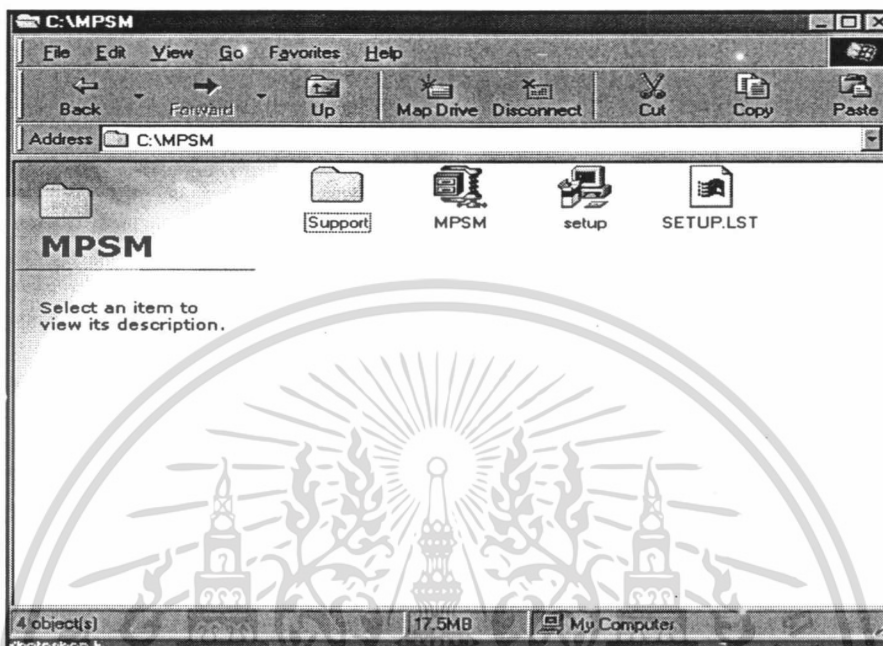 C:\MPSM
File Edit View Go Favorites Help
Back Forward Up Map Drive Disconnect Cut Copy Paste
Address C:\MPSM
Support MPSM setup SETUP.LST
MPSM
Select an item to
view its description.
4 object(s) 17.5MB My Computer